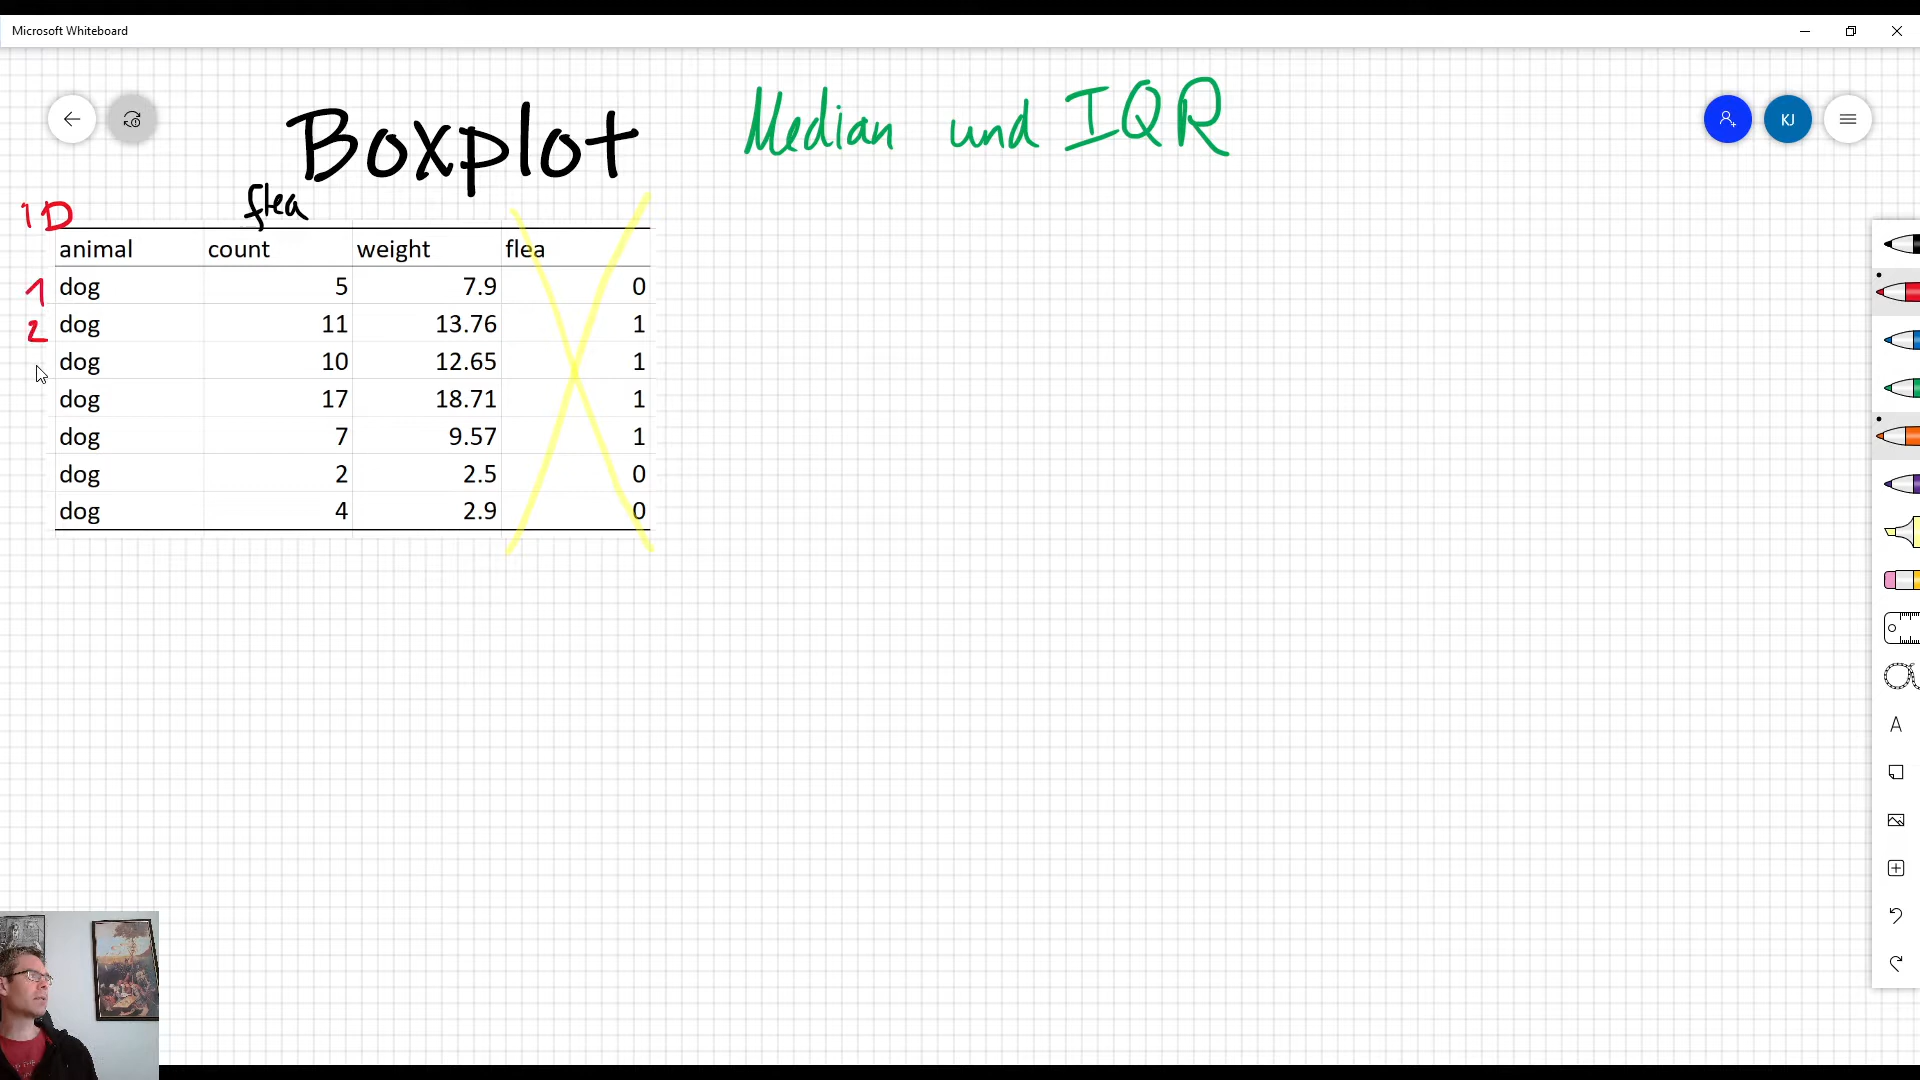 Microsoft Whiteboard
Boxplot
Median und IQR
KJ
flea
ID
animal count weight flea
1 dog 5 7.9 0
2 dog 11 13.76 1
dog 10 12.65 1
dog 17 18.71 1
dog 7 9.57 1
dog 2 2.5 0
dog 4 2.9 0
A